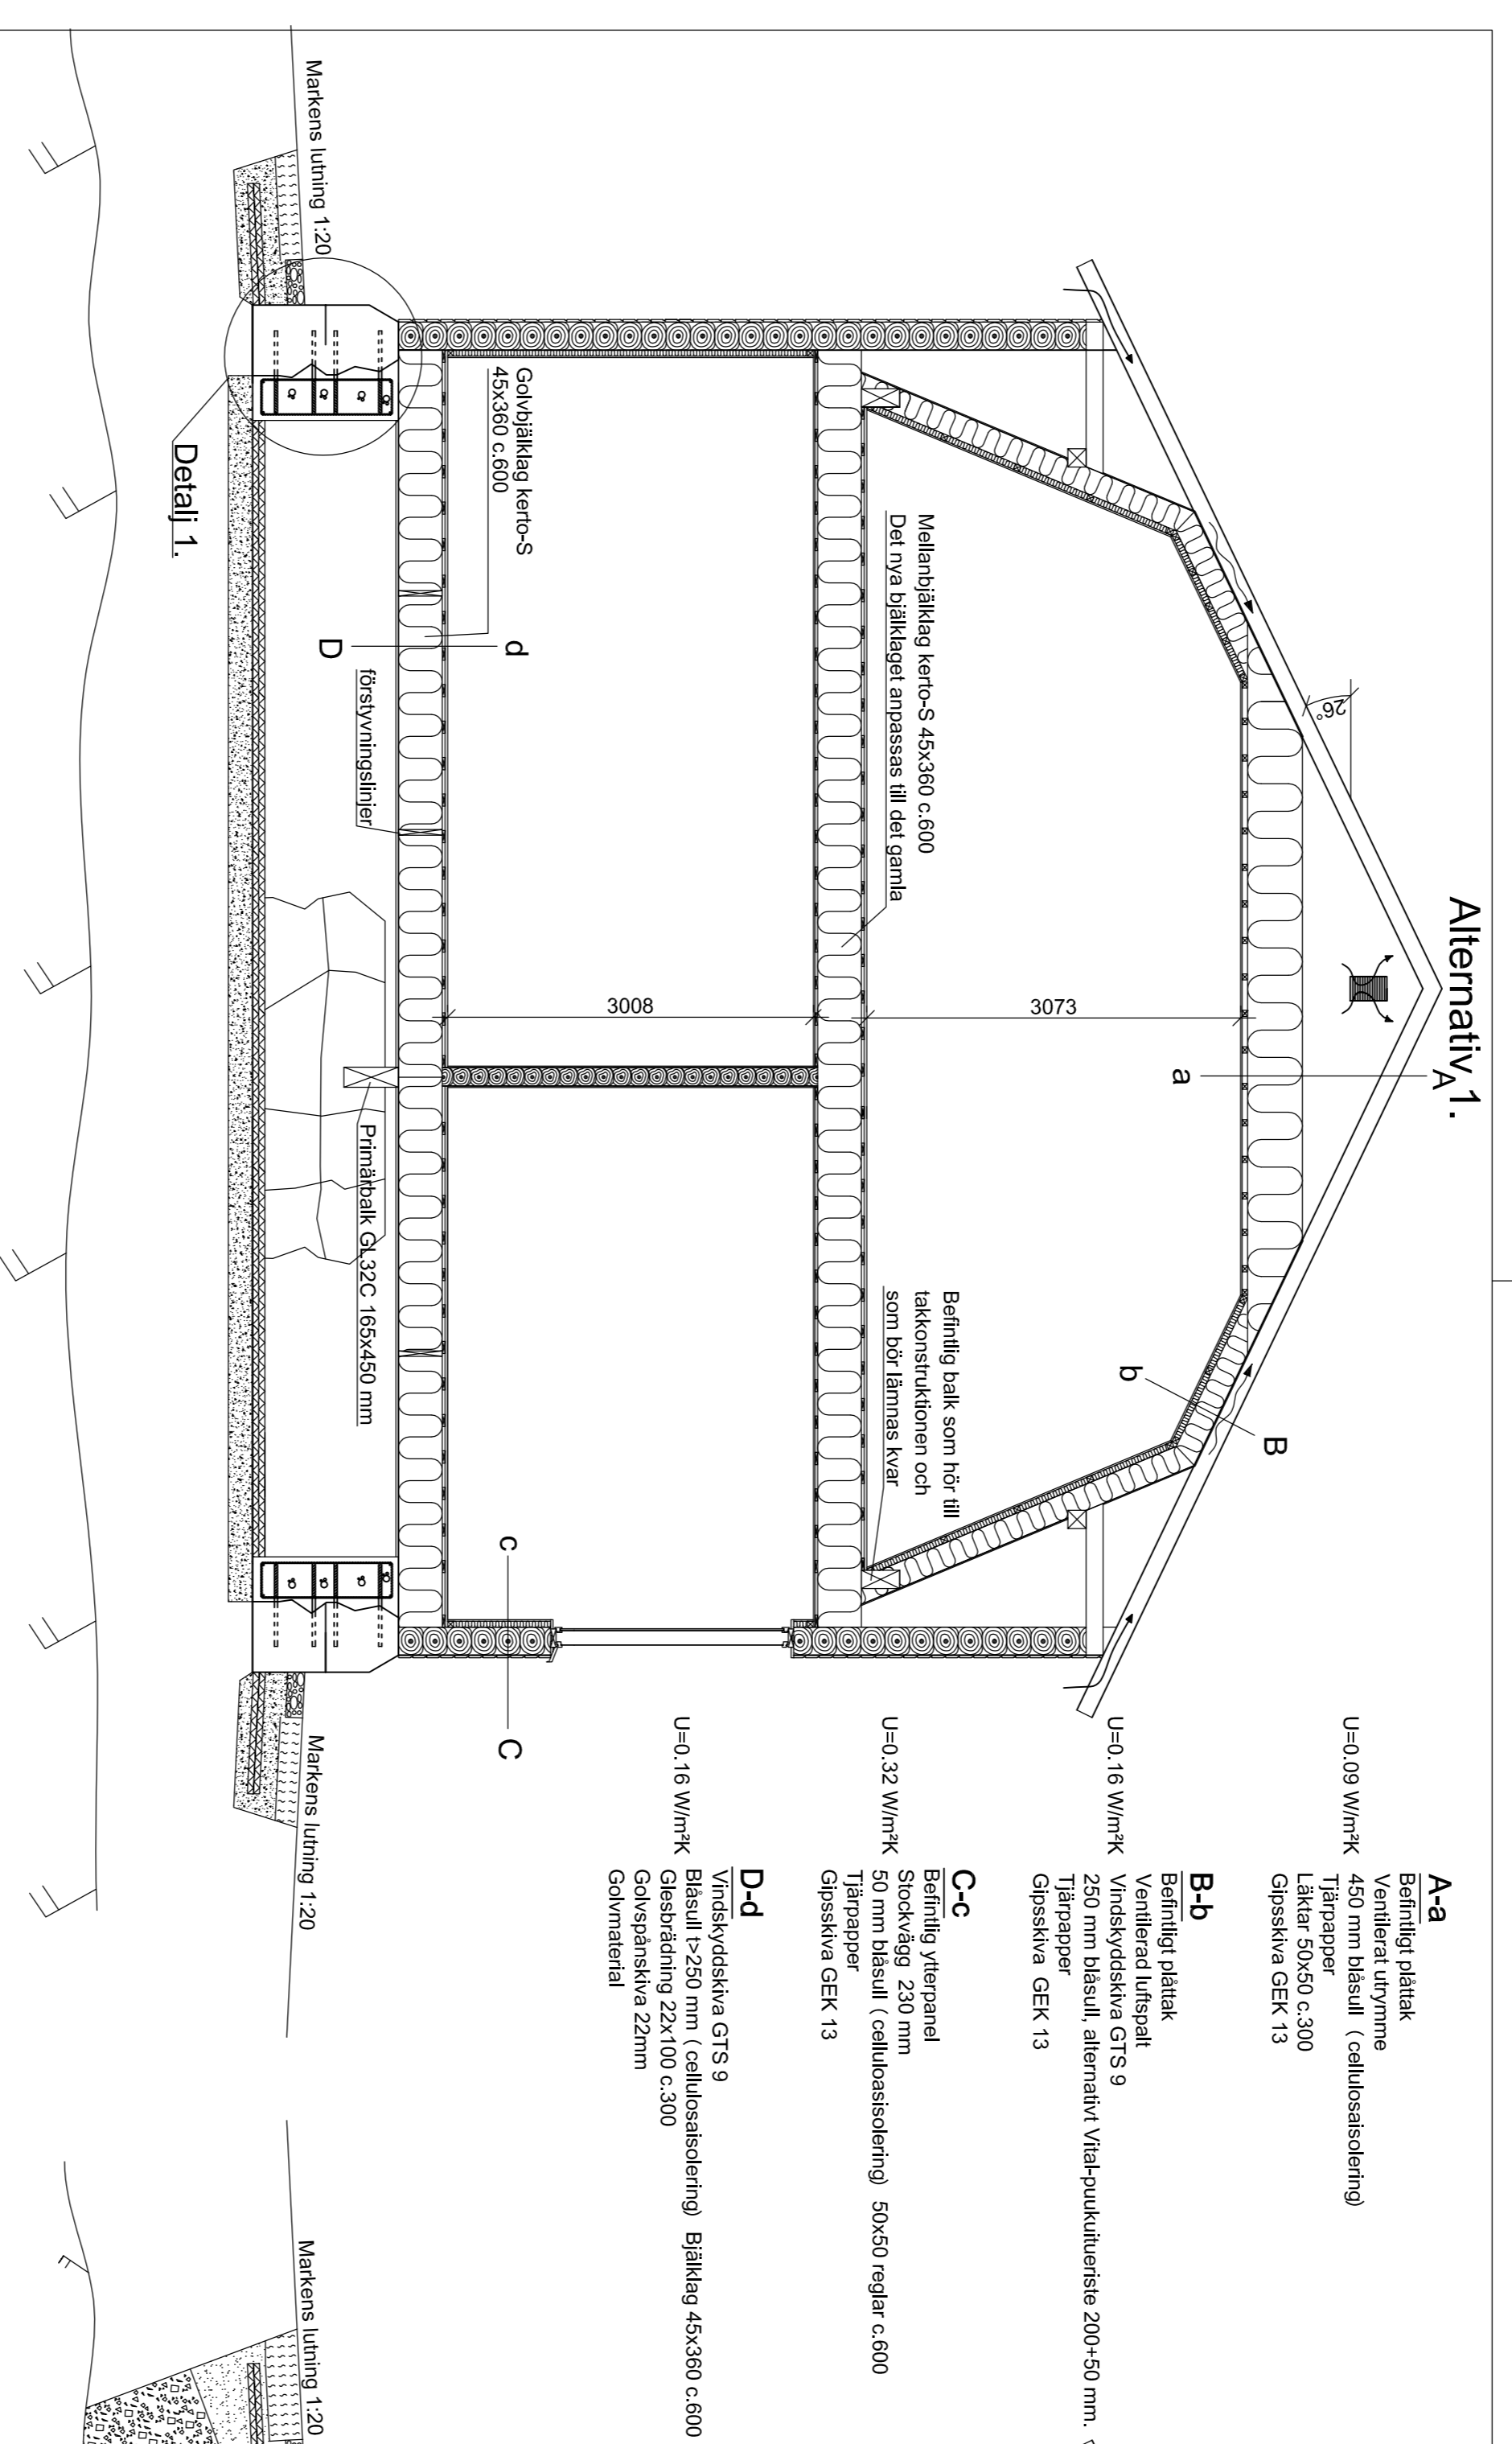 Alternativ 1.
A
a
26°
B
b
3073
3008
Mellanbjälklag kerto-S 45x360 c.600
Det nya bjälklaget anpassas till det gamla
Befintlig balk som hör till
takkonstruktionen och
som bör lämnas kvar
Golvbjälklag kerto-S
45x360 c.600
d
D
c
C
förstyvningslinjer
Primärbalk GL32C 165x450 mm
Markens lutning 1:20
Detalj 1.
Markens lutning 1:20
Markens lutning 1:20
A-a
Befintligt plåttak
Ventilerat utrymme
U=0.09 W/m²K 450 mm blåsull ( cellulosaisolering)
Tjärpapper
Läktar 50x50 c.300
Gipsskiva GEK 13
B-b
Befintligt plåttak
Ventilerad luftspalt
U=0.16 W/m²K Vindskyddskiva GTS 9
250 mm blåsull, alternativt Vital-puukuitueriste 200+50 mm.
Tjärpapper
Gipsskiva GEK 13
C-c
Befintlig ytterpanel
Stockvägg 230 mm
U=0.32 W/m²K 50 mm blåsull ( celluloasisolering) 50x50 reglar c.600
Tjärpapper
Gipsskiva GEK 13
D-d
Vindskyddskiva GTS 9
U=0.16 W/m²K Blåsull t>250 mm ( cellulosaisolering) Bjälklag 45x360 c.600
Glesbrädning 22x100 c.300
Golvspånskiva 22mm
Golvmaterial